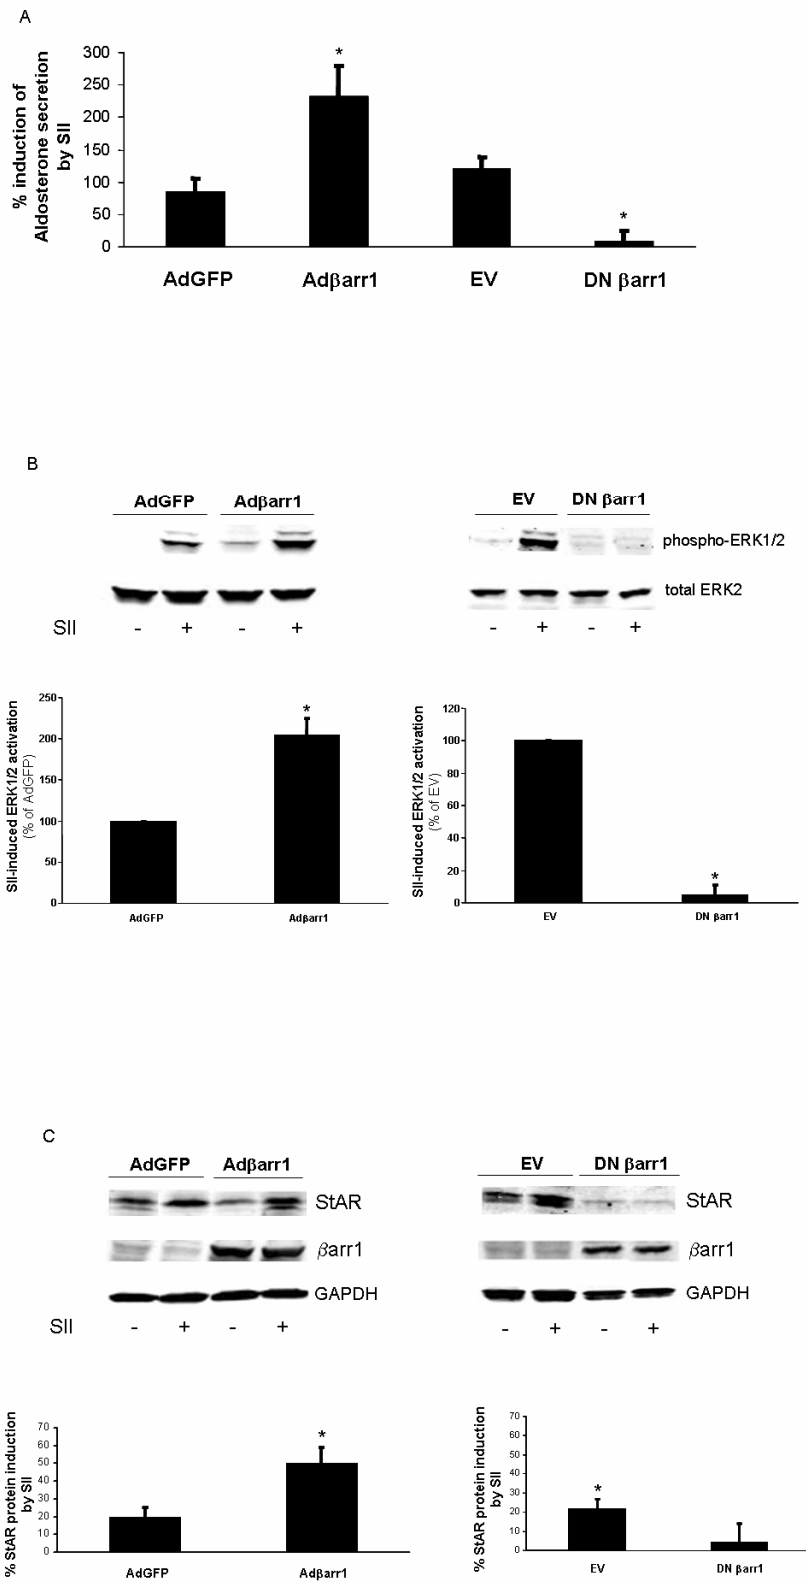 A
% induction of
Aldosterone secretion
by SII
300
250
200
150
100
50
0
*
*
AdGFP Adβarr1 EV DN βarr1
B
AdGFP Adβarr1
EV DN βarr1
phospho-ERK1/2
total ERK2
SII - + - +
- + - +
SII-induced ERK1/2 activation
(% of AdGFP)
250
200
150
100
50
0
*
AdGFP Adβarr1
SII-induced ERK1/2 activation
(% of EV)
120
100
80
60
40
20
0
*
EV DN βarr1
C
AdGFP Adβarr1
StAR
βarr1
GAPDH
SII - + - +
EV DN βarr1
StAR
βarr1
GAPDH
- + - +
% StAR protein induction
by SII
70
60
50
40
30
20
10
0
*
AdGFP Adβarr1
% StAR protein induction
by SII
70
60
50
40
30
20
10
0
*
EV DN βarr1